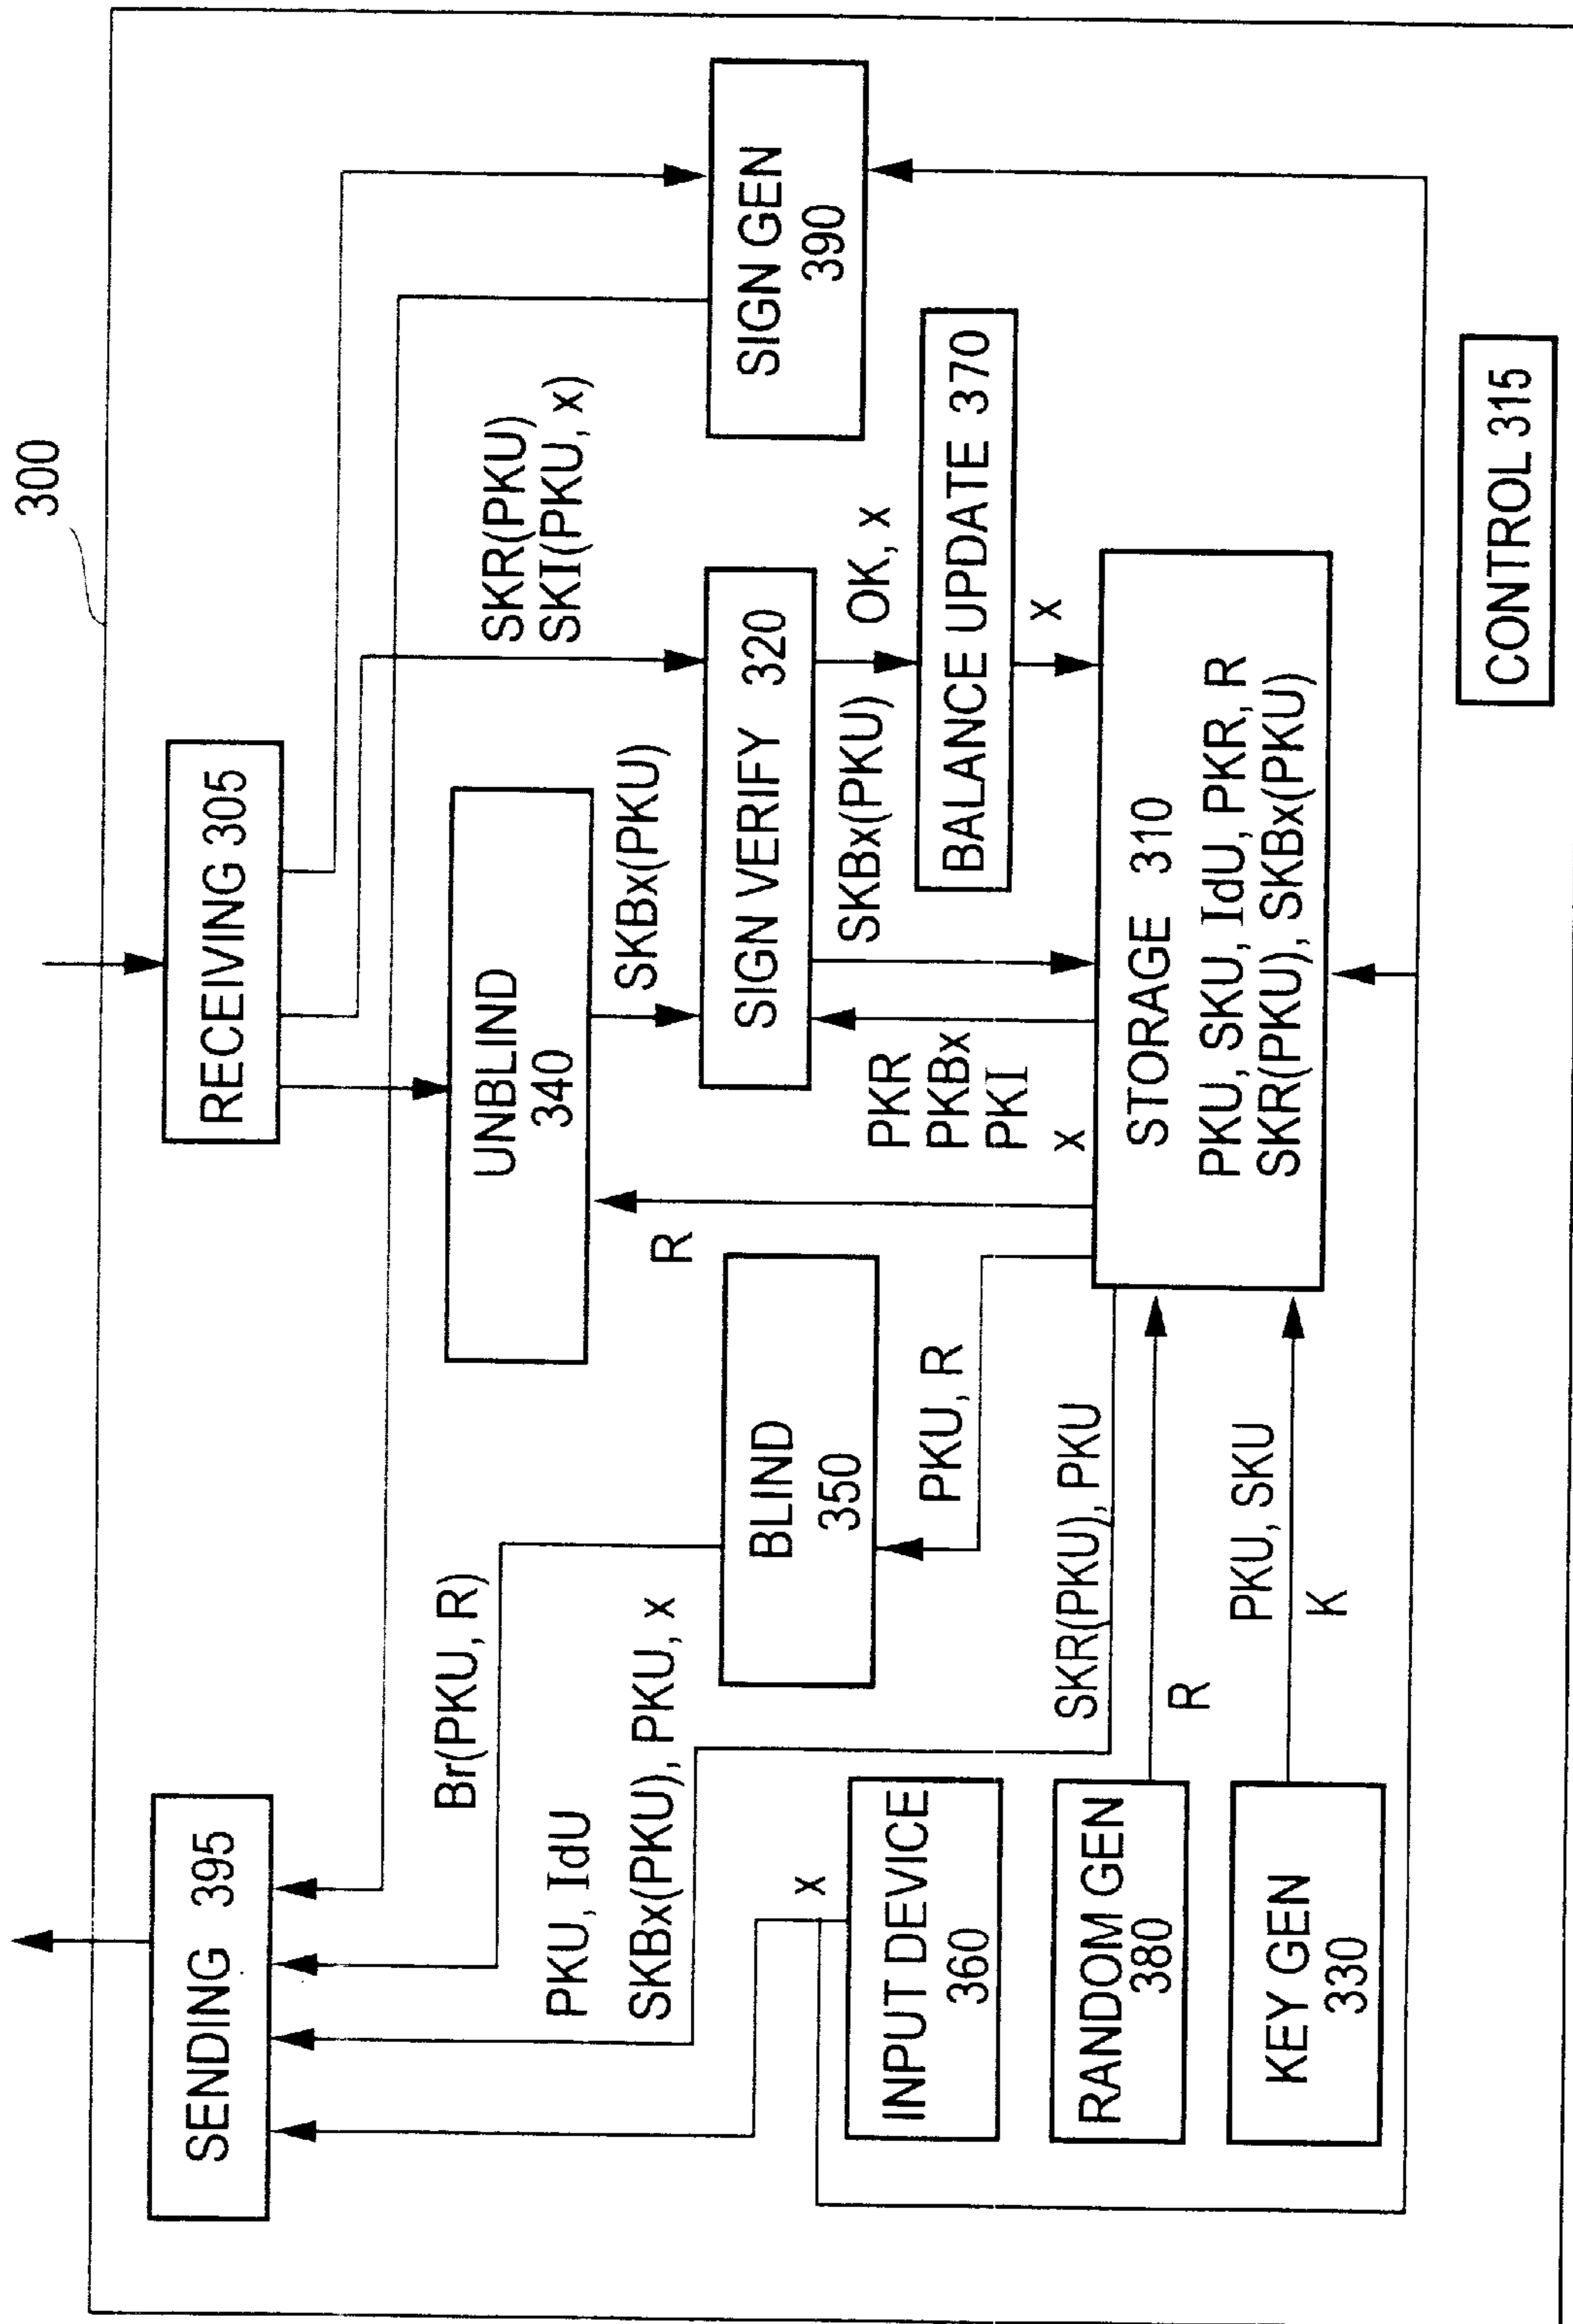 300
SENDING 395
RECEIVING 305
Br(PKU, R)
PKU, IdU
SKBx(PKU), PKU, x
UNBLIND
340
SKR(PKU)
SKI(PKU, x)
SKBx(PKU)
x
R
BLIND
350
SIGN VERIFY 320
SIGN GEN
390
INPUT DEVICE
360
PKU, R
PKR
PKBx
PKI
x
SKBx(PKU)
OK, x
BALANCE UPDATE 370
x
SKR(PKU), PKU
RANDOM GEN
380
R
STORAGE 310
PKU, SKU, IdU, PKR, R
SKR(PKU), SKBx(PKU)
KEY GEN
330
PKU, SKU
K
CONTROL 315